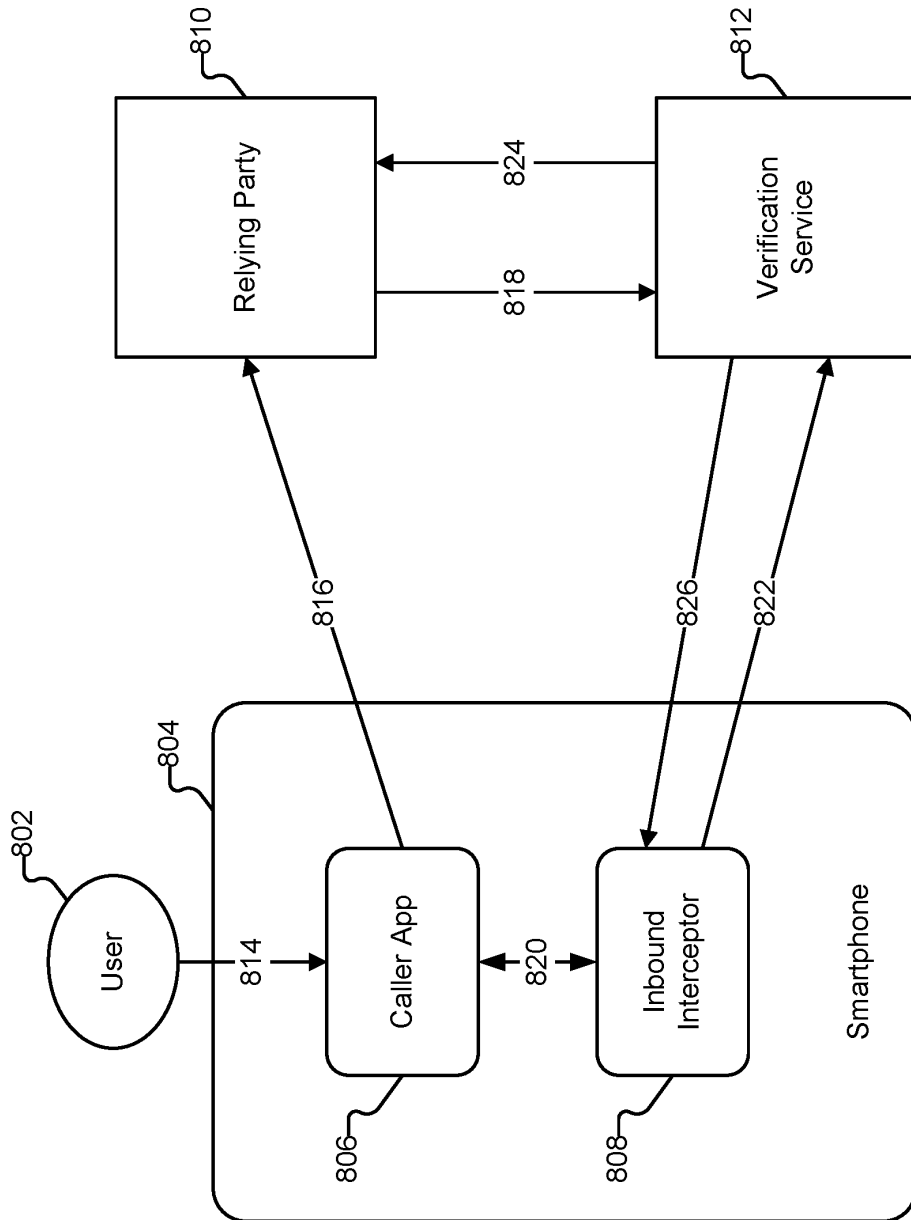 802
User
804
814
806
Caller App
816
810
Relying Party
820
818
824
808
Inbound
Interceptor
826
822
812
Verification
Service
Smartphone